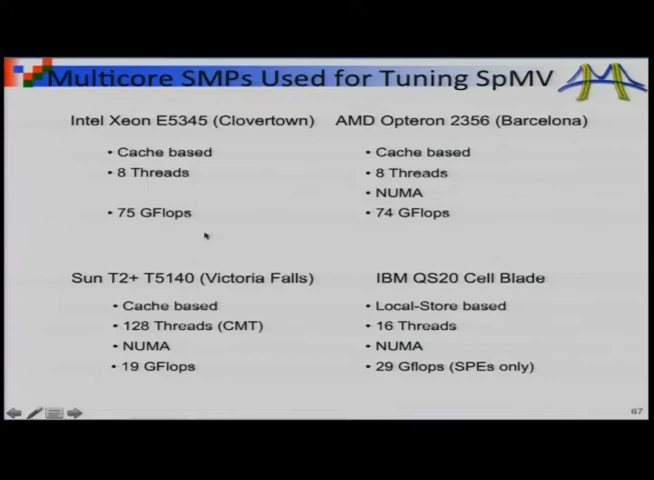 Multicore SMPs Used for Tuning SpMV
Intel Xeon E5345 (Clovertown)
• Cache based
• 8 Threads
• 75 GFlops
AMD Opteron 2356 (Barcelona)
• Cache based
• 8 Threads
• NUMA
• 74 GFlops
Sun T2+ T5140 (Victoria Falls)
• Cache based
• 128 Threads (CMT)
• NUMA
• 19 GFlops
IBM QS20 Cell Blade
• Local-Store based
• 16 Threads
• NUMA
• 29 Gflops (SPEs only)
67